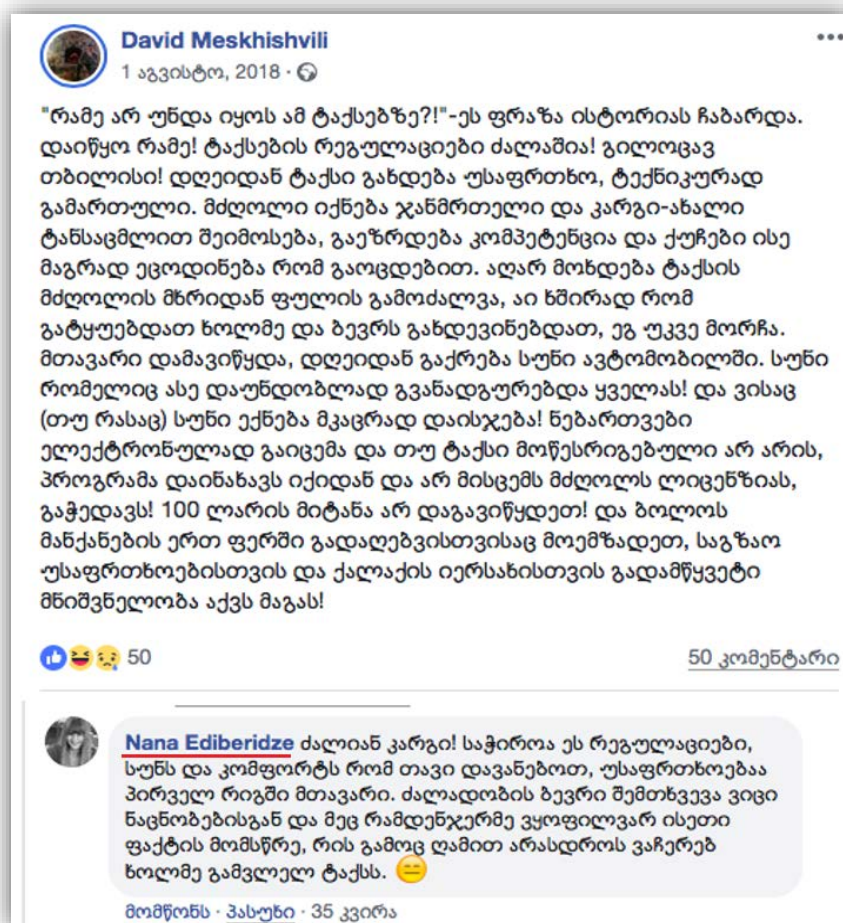 David Meskhishvili
1 აგვისტო, 2018 ·
"რამე არ უნდა იყოს ამ ტაქსებზე?!"-ეს ფრაზა ისტორიას ჩაბარდა.
დაიწყო რამე! ტაქსების რეგულაციები ძალაშია! გილოცავ
თბილისი! დღეიდან ტაქსი გახდება უსაფრთხო, ტექნიკურად
გამართული. მძღოლი იქნება ჯანმრთელი და კარგი-ახალი
ტანსაცმლით შეიმოსება, გაეზრდება კომპეტენცია და ქუჩები ისე
მაგრად ეცოდინება რომ გაოცდებით. აღარ მოხდება ტაქსის
მძღოლის მხრიდან ფულის გამოძალვა, აი ხშირად რომ
გატყუებდათ ხოლმე და ბევრს გახდევინებდათ, ეგ უკვე მორჩა.
მთავარი დამავიწყდა, დღეიდან გაქრება სუნი ავტომობილში. სუნი
რომელიც ასე დაუნდობლად გვანადგურებდა ყველას! და ვისაც
(თუ რასაც) სუნი ექნება მკაცრად დაისჯება! ნებართვები
ელექტრონულად გაიცემა და თუ ტაქსი მოწესრიგებული არ არის,
პროგრამა დაინახავს იქიდან და არ მისცემს მძღოლს ლიცენზიას,
გაჭედავს! 100 ლარის მიტანა არ დაგავიწყდეთ! და ბოლოს
მანქანების ერთ ფერში გადაღებვისთვისაც მოემზადეთ, საგზაო
უსაფრთხოებისთვის და ქალაქის იერსახისთვის გადამწყვეტი
მნიშვნელობა აქვს მაგას!
50
50 კომენტარი
Nana Ediberidze ძალიან კარგი! საჭიროა ეს რეგულაციები,
სუნს და კომფორტს რომ თავი დავანებოთ, უსაფრთხოებაა
პირველ რიგში მთავარი. ძალადობის ბევრი შემთხვევა ვიცი
ნაცნობებისგან და მეც რამდენჯერმე ვყოფილვარ ისეთი
ფაქტის მომსწრე, რის გამოც ღამით არასდროს ვაჩერებ
ხოლმე გამვლელ ტაქსს.
მომწონს · პასუხი · 35 კვირა